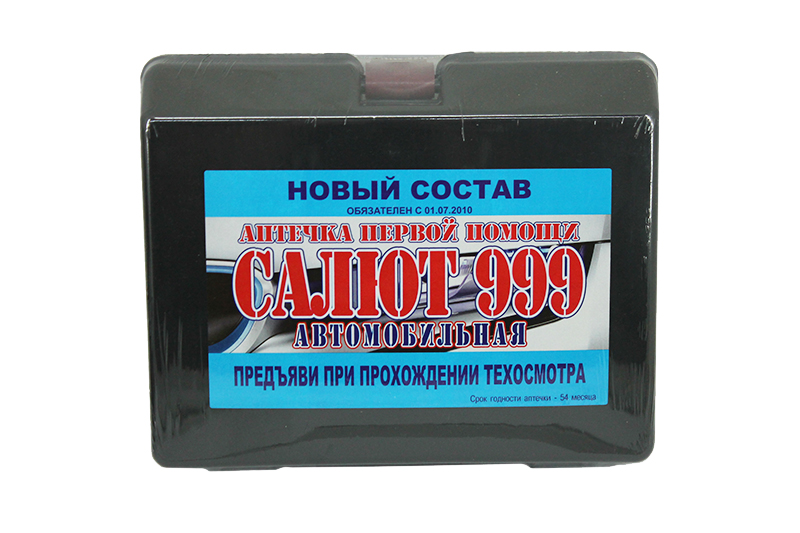 НОВЫЙ СОСТАВ
ОБЯЗАТЕЛЕН С 01.07.2010
АПТЕЧКА ПЕРВОЙ ПОМОЩИ
САЛЮТ 999
АВТОМОБИЛЬНАЯ
ПРЕДЪЯВИ ПРИ ПРОХОЖДЕНИИ ТЕХОСМОТРА
Срок годности аптечки - 54 месяца